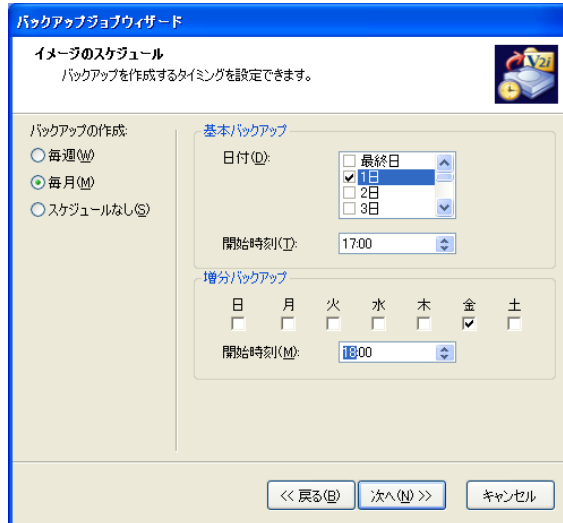 バックアップジョブウィザード
イメージのスケジュール
バックアップを作成するタイミングを設定できます。
V2i
バックアップの作成:
毎週(W)
毎月(M)
スケジュールなし(S)
基本バックアップ
日付(D):
最終日
1日
2日
3日
開始時刻(T):
17:00
増分バックアップ
日 月 火 水 木 金 土
開始時刻(M):
18:00
<< 戻る(B) 次へ(N) >> キャンセル